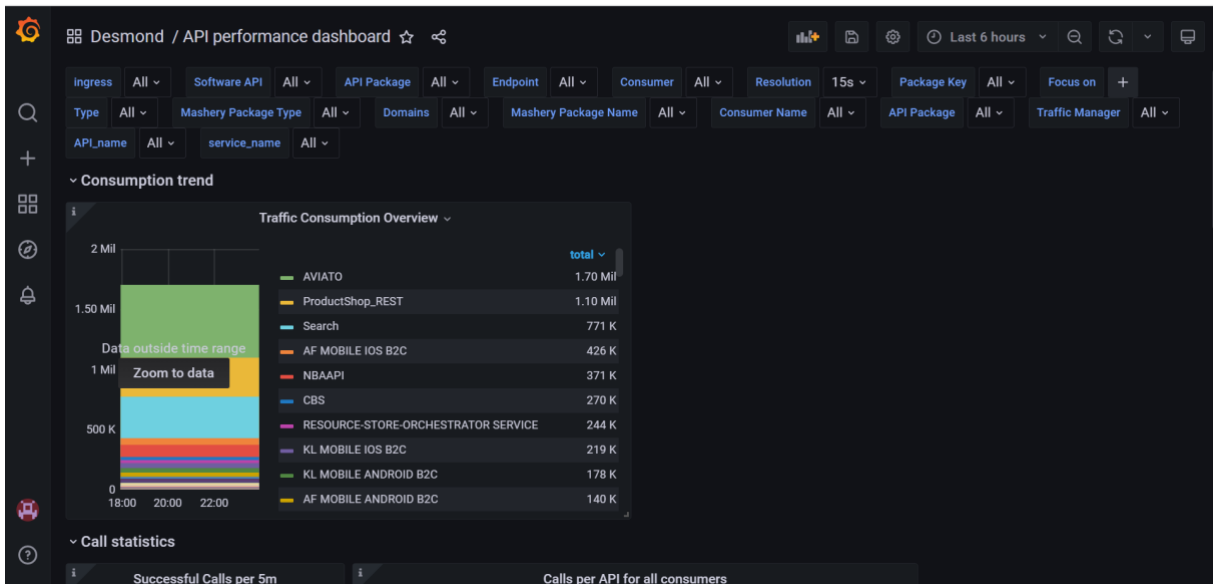 Desmond / API performance dashboard
Last 6 hours
ingress All Software API All API Package All Endpoint All Consumer All Resolution 15s Package Key All Focus on +
Type All Mashery Package Type All Domains All Mashery Package Name All Consumer Name All API Package All Traffic Manager All
API_name All service_name All
Consumption trend
i
Traffic Consumption Overview
2 Mil
1.50 Mil
1 Mil
500 K
0
18:00 20:00 22:00
Data outside time range
Zoom to data
total
AVIATO 1.70 Mil
ProductShop_REST 1.10 Mil
Search 771 K
AF MOBILE IOS B2C 426 K
NBAAPI 371 K
CBS 270 K
RESOURCE-STORE-ORCHESTRATOR SERVICE 244 K
KL MOBILE IOS B2C 219 K
KL MOBILE ANDROID B2C 178 K
AF MOBILE ANDROID B2C 140 K
Call statistics
i
Successful Calls per 5m
i
Calls per API for all consumers